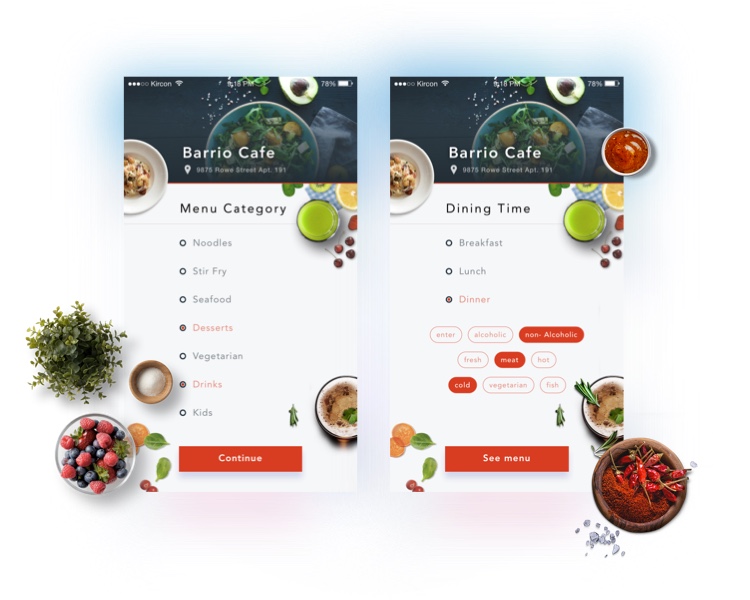 ●●●○○ Kircon 9:18 PM 78%
Barrio Cafe
9875 Rowe Street Apt. 191
Menu Category
Noodles
Stir Fry
Seafood
Desserts
Vegetarian
Drinks
Kids
Continue
●●●○○ Kircon 9:18 PM 78%
Barrio Cafe
9875 Rowe Street Apt. 191
Dining Time
Breakfast
Lunch
Dinner
enter alcoholic non- Alcoholic
fresh meat hot
cold vegetarian fish
See menu